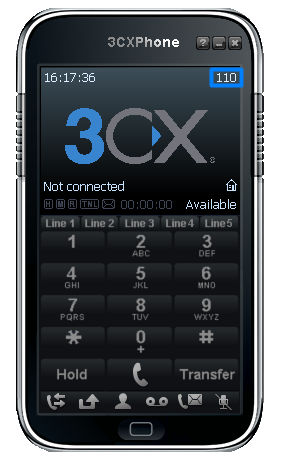 3CXPhone
16:17:36 110
3CX
Not connected
H M R TNL 00:00:00 Available
Line 1 Line 2 Line 3 Line 4 Line5
1 2 3
ABC DEF
4 5 6
GHI JKL MNO
7 8 9
PQRS TUV WXYZ
* 0 #
+
Hold Transfer